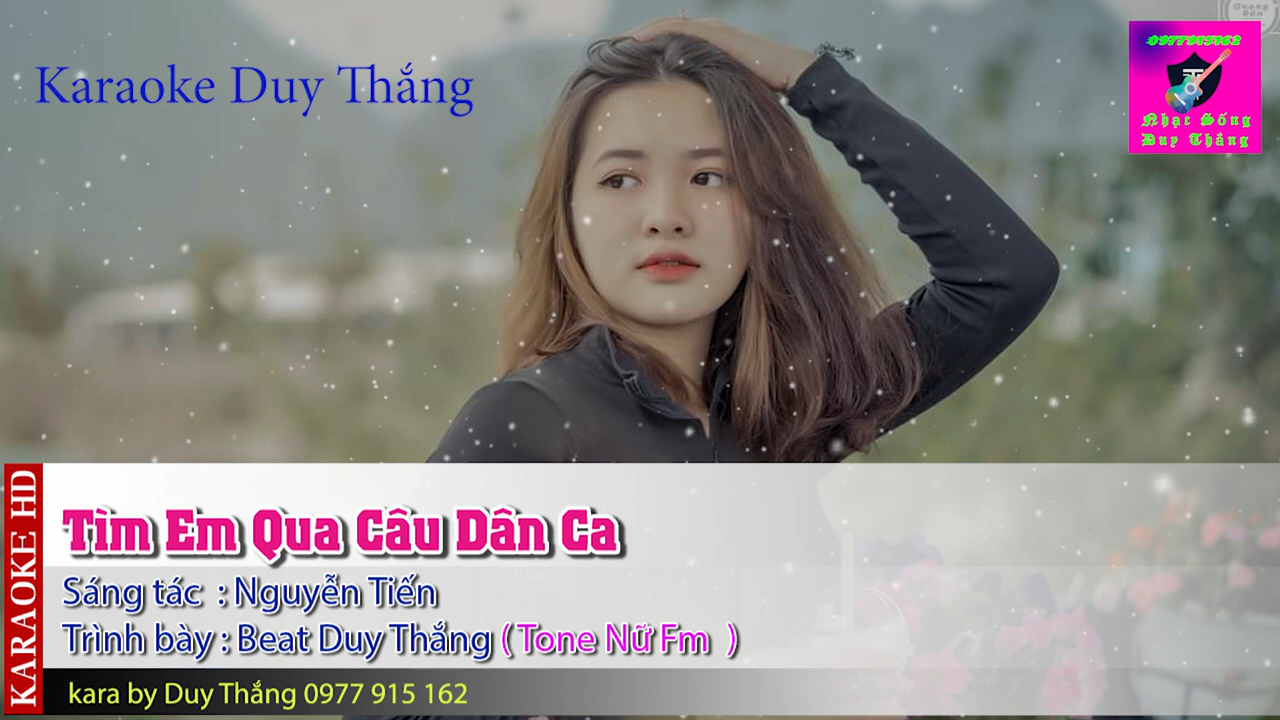 Karaoke Duy Thắng
0977915162
Nhạc Sống
Duy Thắng
KARAOKE HD
Tìm Em Qua Câu Dân Ca
Sáng tác : Nguyễn Tiến
Trình bày : Beat Duy Thắng ( Tone Nữ Fm )
kara by Duy Thắng 0977 915 162